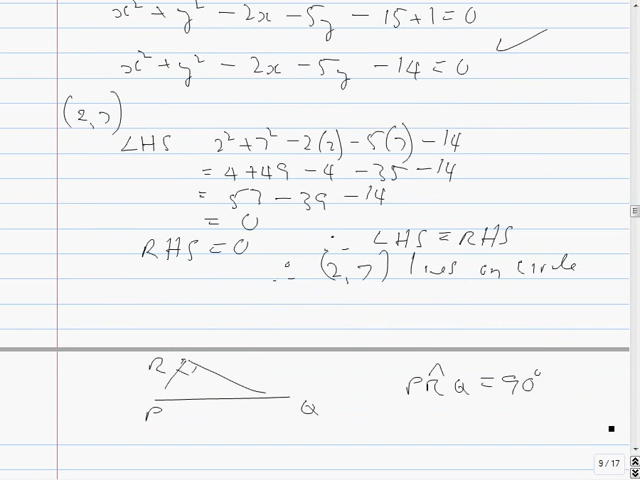 x² + y² - 2x - 5y - 15 + 1 = 0
x² + y² - 2x - 5y - 14 = 0
(2,7)
LHS 2² + 7² - 2(2) - 5(7) - 14
= 4 + 49 - 4 - 35 - 14
= 53 - 39 - 14
= 0
RHS = 0 ∴ LHS = RHS
∴ (2,7) lies on circle
R
P Q
PR̂Q = 90°
9 / 17